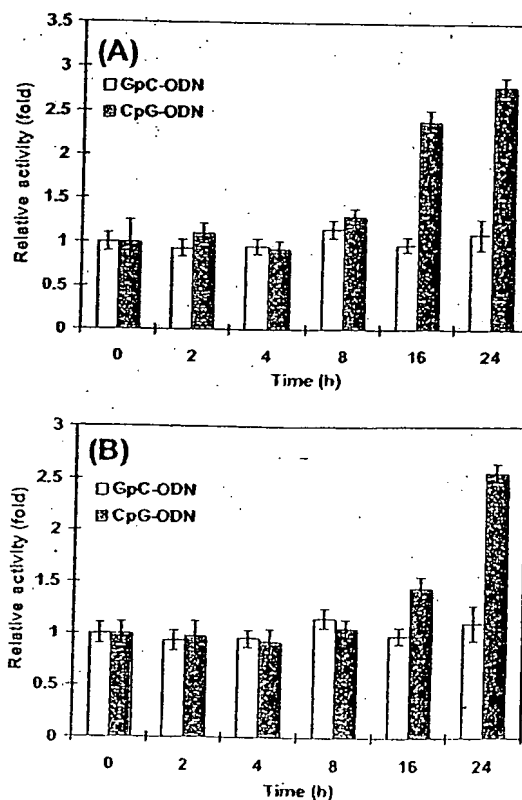 (A)
GpC-ODN
CpG-ODN
Relative activity (fold)
3.5
3
2.5
2
1.5
1
0.5
0
0 2 4 8 16 24
Time (h)
(B)
GpC-ODN
CpG-ODN
Relative activity (fold)
3
2.5
2
1.5
1
0.5
0
0 2 4 8 16 24
Time (h)